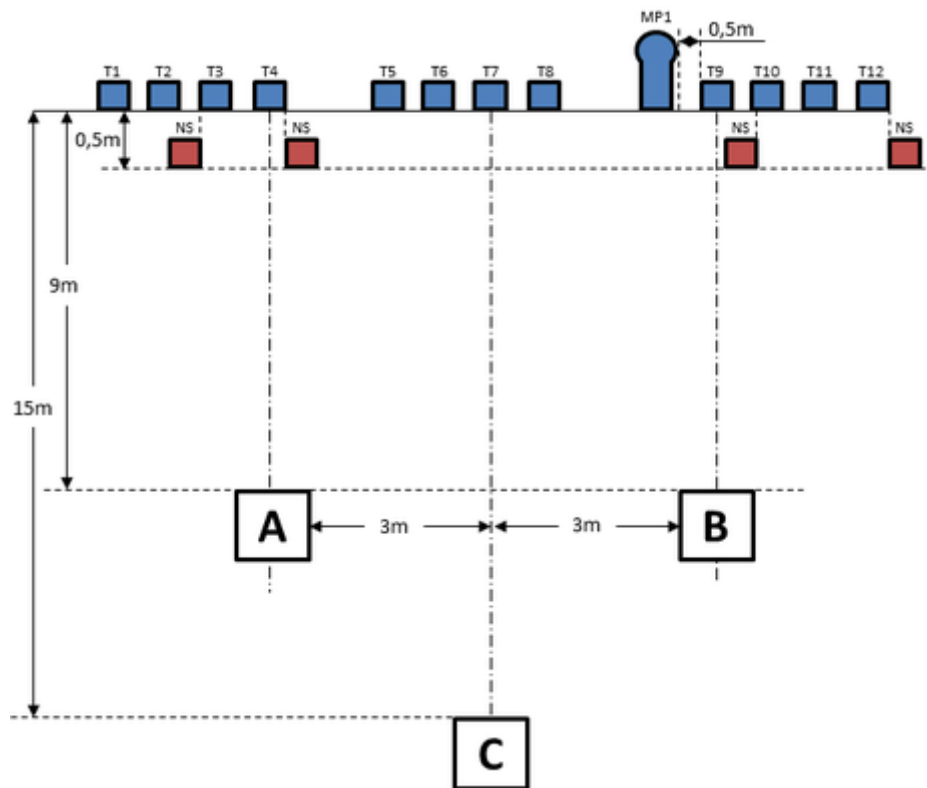 MP1
0,5m
T1 T2 T3 T4 T5 T6 T7 T8 T9 T10 T11 T12
0,5m NS NS NS NS
9m
15m
A 3m 3m B
C